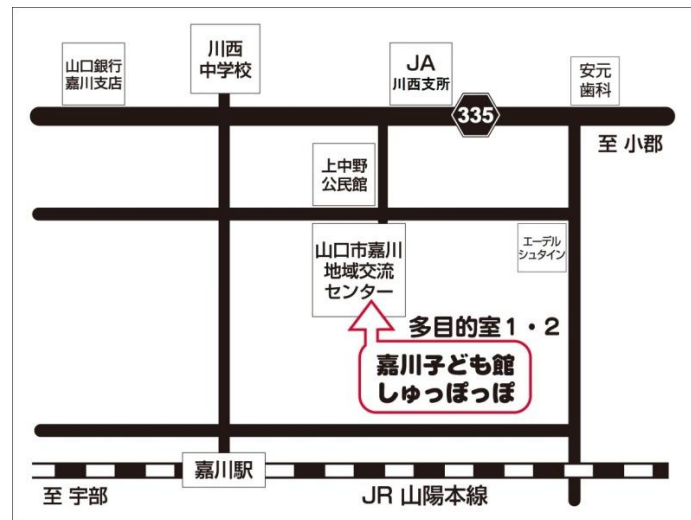 山口銀行
嘉川支店
川西
中学校
JA
川西支所
安元
歯科
335
至 小郡
上中野
公民館
山口市嘉川
地域交流
センター
エーデル
シュタイン
多目的室1・2
嘉川子ども館
しゅっぽっぽ
嘉川駅
至 宇部
JR 山陽本線